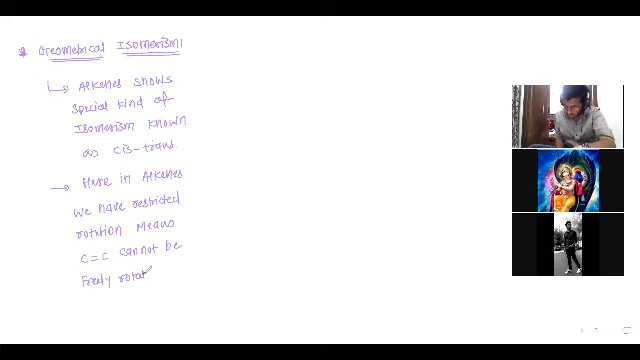 * Geometrical Isomerism
↳ Alkenes shows
special kind of
Isomerism known
as cis-trans.
→ Here in Alkenes
we have restricted
rotation Means
C=C cannot be
Freely rotat